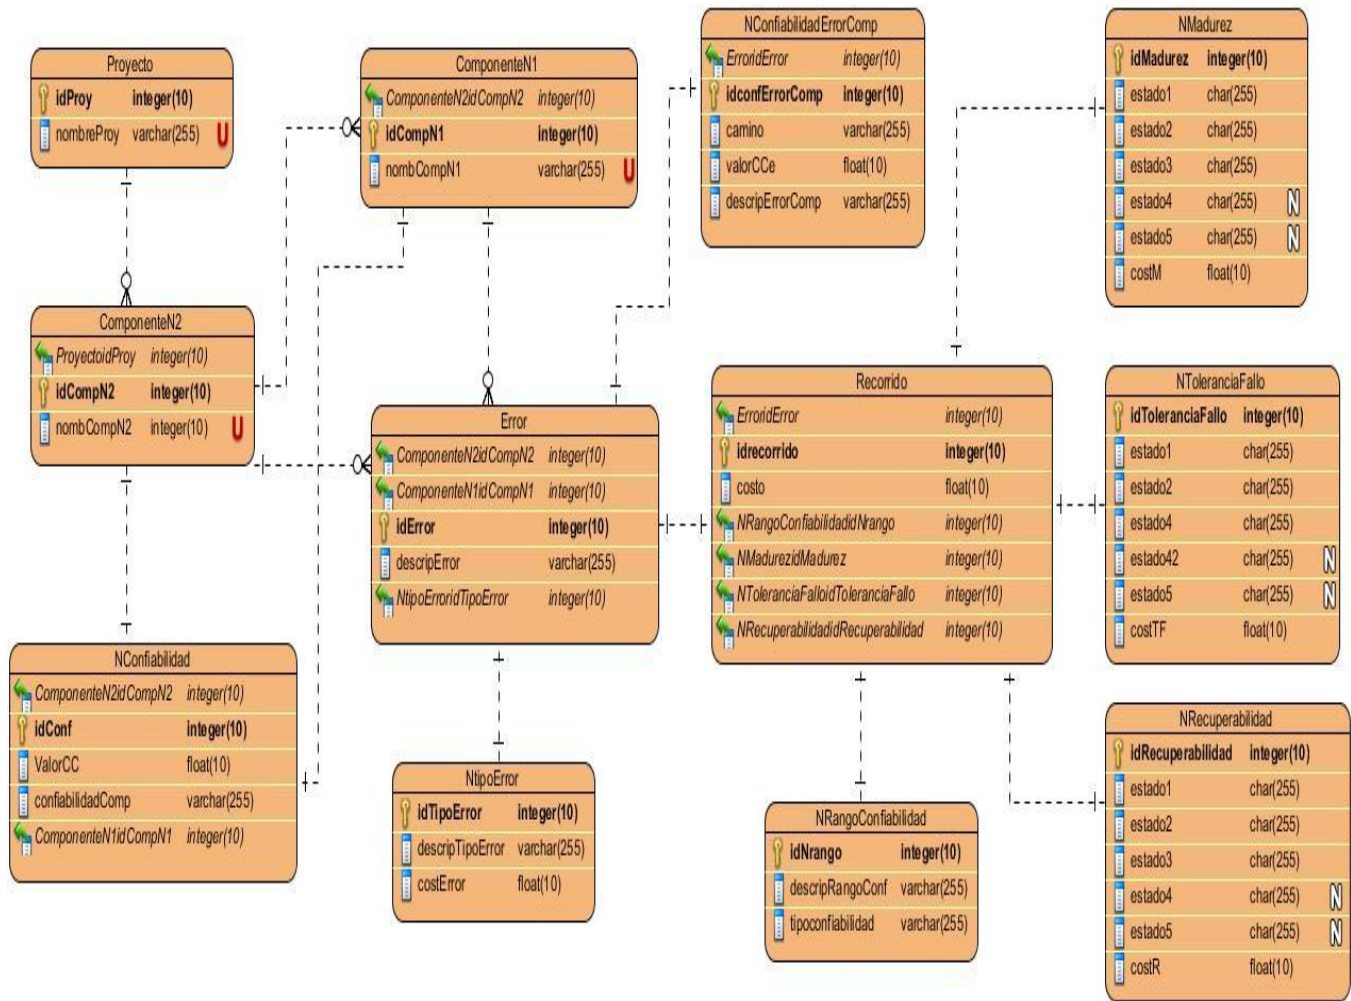 Proyecto
idProy integer(10)
nombreProy varchar(255) U
ComponenteN1
ComponenteN2idCompN2 integer(10)
idCompN1 integer(10)
nombCompN1 varchar(255) U
NConfiabilidadErrorComp
ErroridError integer(10)
idconfErrorComp integer(10)
camino varchar(255)
valorCCe float(10)
descripErrorComp varchar(255)
NMadurez
idMadurez integer(10)
estado1 char(255)
estado2 char(255)
estado3 char(255)
estado4 char(255) N
estado5 char(255) N
costM float(10)
ComponenteN2
ProyectoidProy integer(10)
idCompN2 integer(10)
nombCompN2 integer(10) U
Error
ComponenteN2idCompN2 integer(10)
ComponenteN1idCompN1 integer(10)
idError integer(10)
descripError varchar(255)
NtipoErroridTipoError integer(10)
Recorrido
ErroridError integer(10)
idrecorrido integer(10)
costo float(10)
NRangoConfiabilidadidNrango integer(10)
NMadurezidMadurez integer(10)
NToleranciaFalloidToleranciaFallo integer(10)
NRecuperabilidadidRecuperabilidad integer(10)
NToleranciaFallo
idToleranciaFallo integer(10)
estado1 char(255)
estado2 char(255)
estado4 char(255)
estado42 char(255) N
estado5 char(255) N
costTF float(10)
NConfiabilidad
ComponenteN2idCompN2 integer(10)
idConf integer(10)
ValorCC float(10)
confiabilidadComp varchar(255)
ComponenteN1idCompN1 integer(10)
NtipoError
idTipoError integer(10)
descripTipoError varchar(255)
costError float(10)
NRangoConfiabilidad
idNrango integer(10)
descripRangoConf varchar(255)
tipoconfiabilidad varchar(255)
NRecuperabilidad
idRecuperabilidad integer(10)
estado1 char(255)
estado2 char(255)
estado3 char(255)
estado4 char(255) N
estado5 char(255) N
costR float(10)